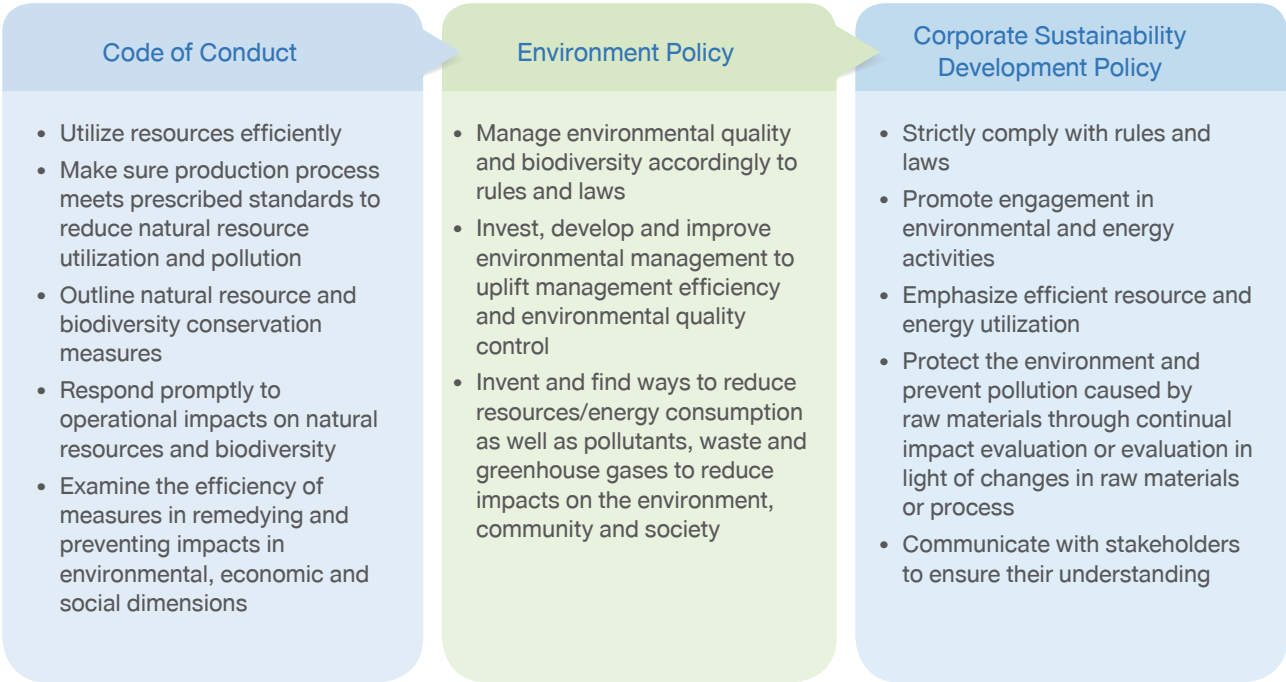 Code of Conduct
• Utilize resources efficiently
• Make sure production process
meets prescribed standards to
reduce natural resource
utilization and pollution
• Outline natural resource and
biodiversity conservation
measures
• Respond promptly to
operational impacts on natural
resources and biodiversity
• Examine the efficiency of
measures in remedying and
preventing impacts in
environmental, economic and
social dimensions
Environment Policy
• Manage environmental quality
and biodiversity accordingly to
rules and laws
• Invest, develop and improve
environmental management to
uplift management efficiency
and environmental quality
control
• Invent and find ways to reduce
resources/energy consumption
as well as pollutants, waste and
greenhouse gases to reduce
impacts on the environment,
community and society
Corporate Sustainability
Development Policy
• Strictly comply with rules and
laws
• Promote engagement in
environmental and energy
activities
• Emphasize efficient resource and
energy utilization
• Protect the environment and
prevent pollution caused by
raw materials through continual
impact evaluation or evaluation in
light of changes in raw materials
or process
• Communicate with stakeholders
to ensure their understanding